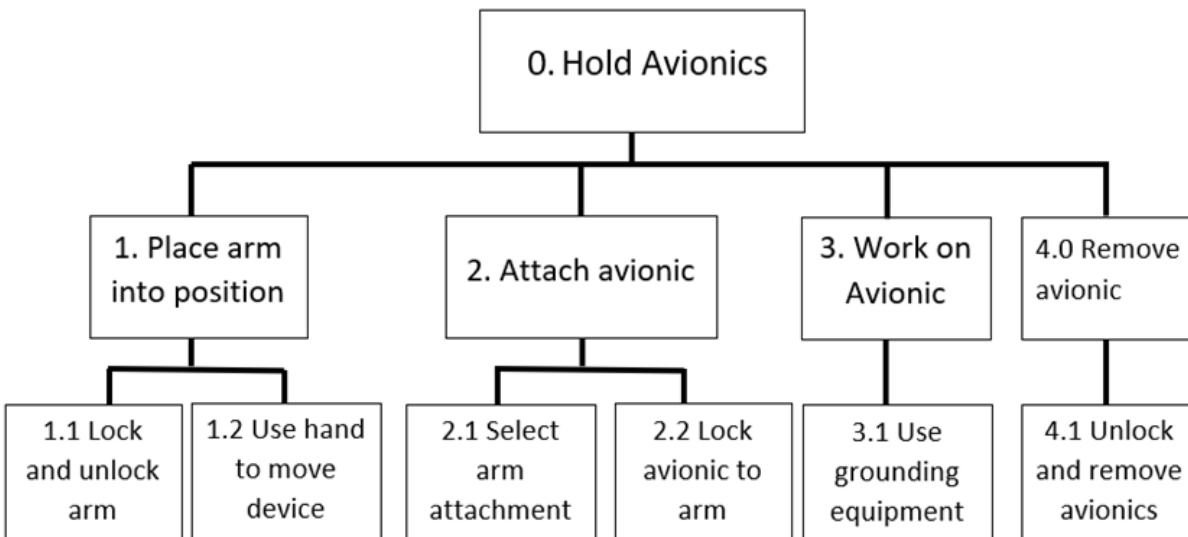 0. Hold Avionics
1. Place arm
into position
2. Attach avionic
3. Work on
Avionic
4.0 Remove
avionic
1.1 Lock
and unlock
arm
1.2 Use hand
to move
device
2.1 Select
arm
attachment
2.2 Lock
avionic to
arm
3.1 Use
grounding
equipment
4.1 Unlock
and remove
avionics